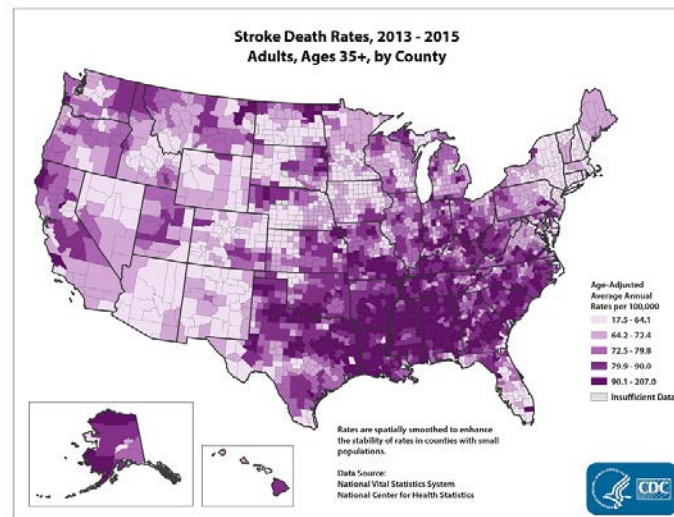 Stroke Death Rates, 2013 - 2015
Adults, Ages 35+, by County
Age-Adjusted
Average Annual
Rates per 100,000
17.5 - 64.1
64.2 - 72.4
72.5 - 79.8
79.9 - 90.0
90.1 - 207.0
Insufficient Data
Rates are spatially smoothed to enhance
the stability of rates in counties with small
populations.
Data Source:
National Vital Statistics System
National Center for Health Statistics
CDC